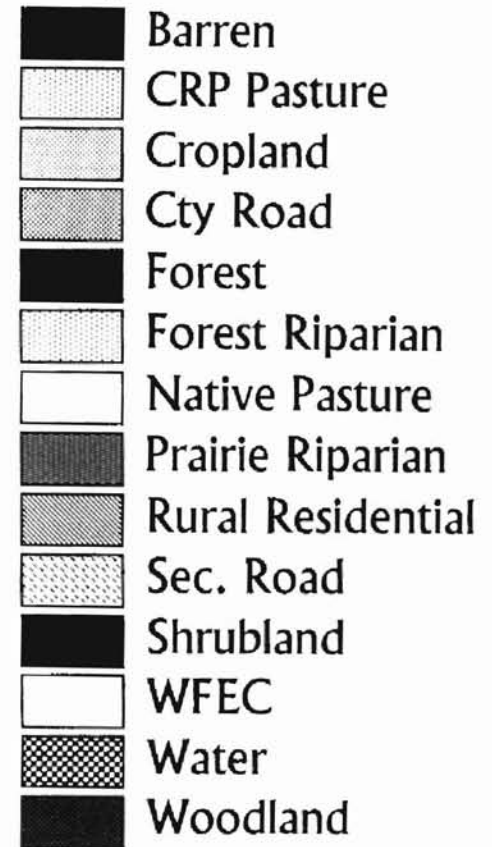 Barren
CRP Pasture
Cropland
Cty Road
Forest
Forest Riparian
Native Pasture
Prairie Riparian
Rural Residential
Sec. Road
Shrubland
WFEC
Water
Woodland